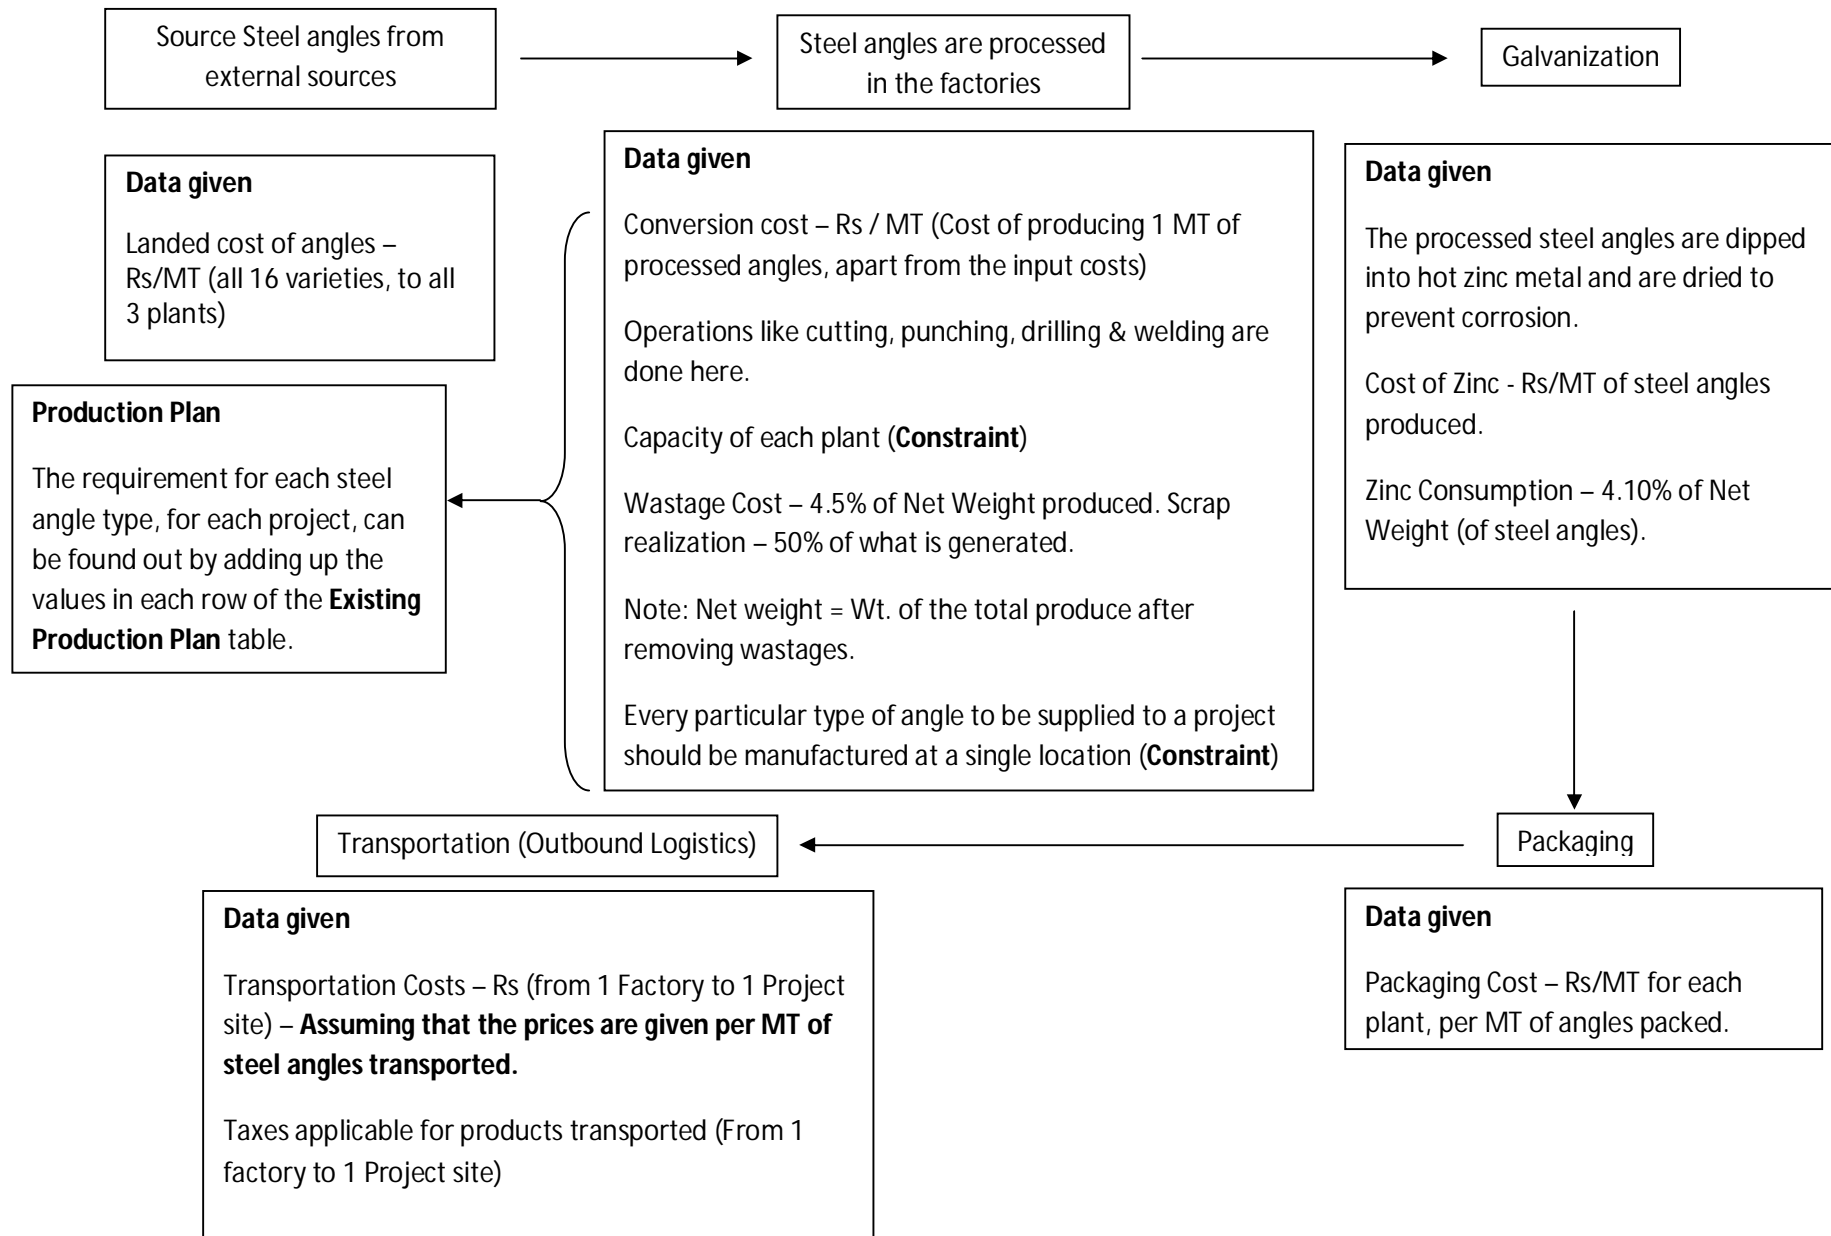 Source Steel angles from
external sources
Steel angles are processed
in the factories
Galvanization
Data given
Landed cost of angles –
Rs/MT (all 16 varieties, to all
3 plants)
Production Plan
The requirement for each steel
angle type, for each project, can
be found out by adding up the
values in each row of the Existing
Production Plan table.
Data given
Conversion cost – Rs / MT (Cost of producing 1 MT of
processed angles, apart from the input costs)
Operations like cutting, punching, drilling & welding are
done here.
Capacity of each plant (Constraint)
Wastage Cost – 4.5% of Net Weight produced. Scrap
realization – 50% of what is generated.
Note: Net weight = Wt. of the total produce after
removing wastages.
Every particular type of angle to be supplied to a project
should be manufactured at a single location (Constraint)
Data given
The processed steel angles are dipped
into hot zinc metal and are dried to
prevent corrosion.
Cost of Zinc - Rs/MT of steel angles
produced.
Zinc Consumption – 4.10% of Net
Weight (of steel angles).
Packaging
Data given
Packaging Cost – Rs/MT for each
plant, per MT of angles packed.
Transportation (Outbound Logistics)
Data given
Transportation Costs – Rs (from 1 Factory to 1 Project
site) – Assuming that the prices are given per MT of
steel angles transported.
Taxes applicable for products transported (From 1
factory to 1 Project site)